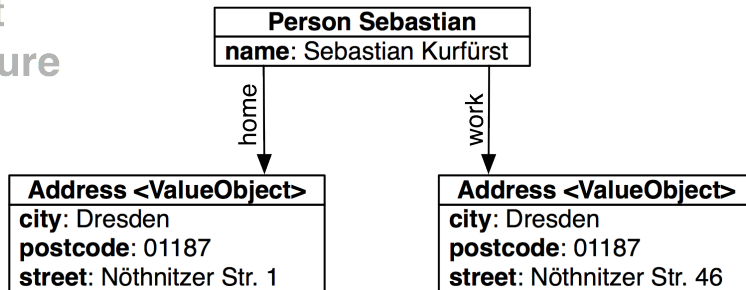 Person Sebastian
name: Sebastian Kurfürst
home
work
Address <ValueObject>
city: Dresden
postcode: 01187
street: Nöthnitzer Str. 1
Address <ValueObject>
city: Dresden
postcode: 01187
street: Nöthnitzer Str. 46